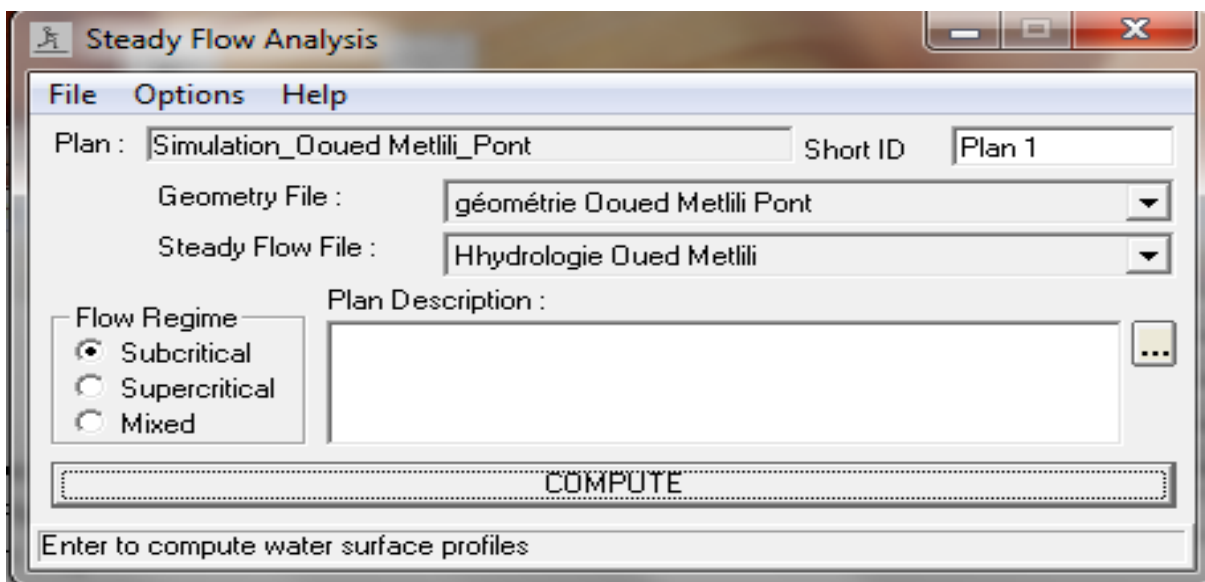 Steady Flow Analysis
File Options Help
Plan : Simulation_Ooued Metlili_Pont Short ID Plan 1
Geometry File : géométrie Ooued Metlili Pont
Steady Flow File : Hhydrologie Oued Metlili
Plan Description :
Flow Regime
Subcritical
Supercritical
Mixed
...
COMPUTE
Enter to compute water surface profiles